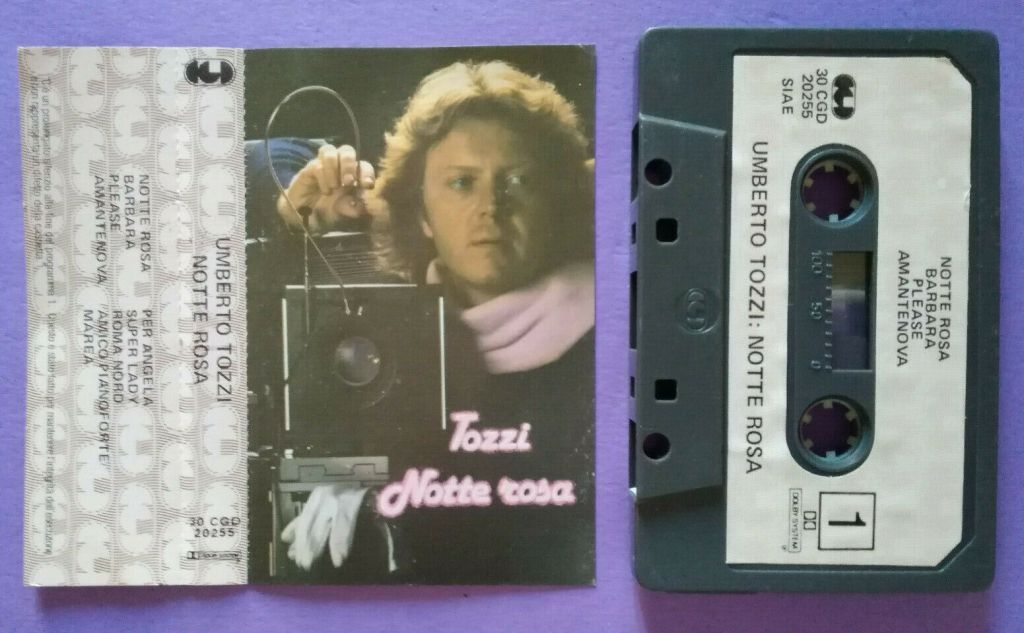 UMBERTO TOZZI
NOTTE ROSA
NOTTE ROSA
BARBARA
PLEASE
AMANTENOVA
PER ANGELA
SUPER LADY
ROMA NORD
"AMICO PIANOFORTE"
MAREA
30 CGD
20255
DOLBY SYSTEM
Tozzi
Notte rosa
30 CGD
20255
SIAE
UMBERTO TOZZI: NOTTE ROSA
NOTTE ROSA
BARBARA
PLEASE
AMANTENOVA
100 50 0
1
DOLBY SYSTEM